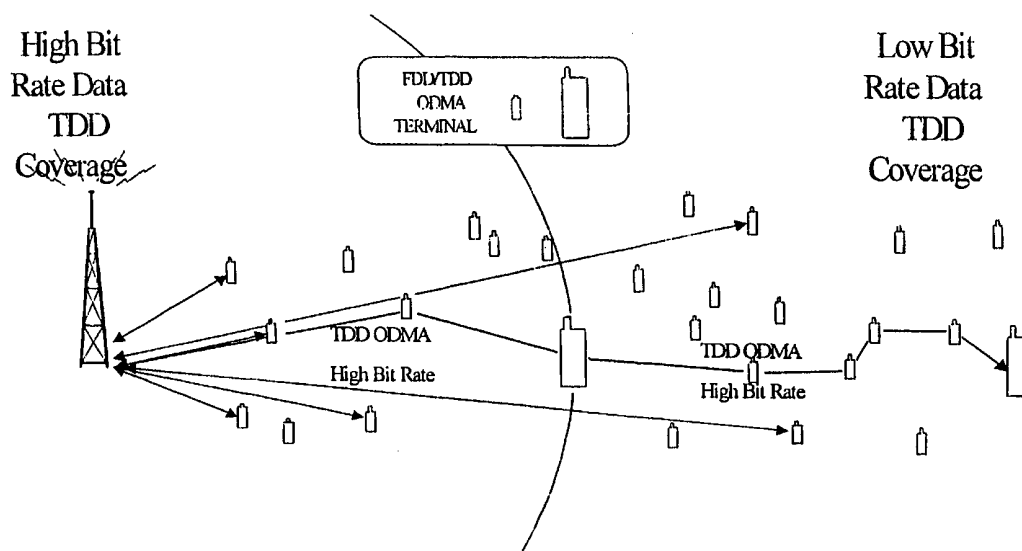 High Bit
Rate Data
TDD
Coverage
FDD/TDD
ODMA
TERMINAL
Low Bit
Rate Data
TDD
Coverage
TDD ODMA
High Bit Rate
TDD ODMA
High Bit Rate